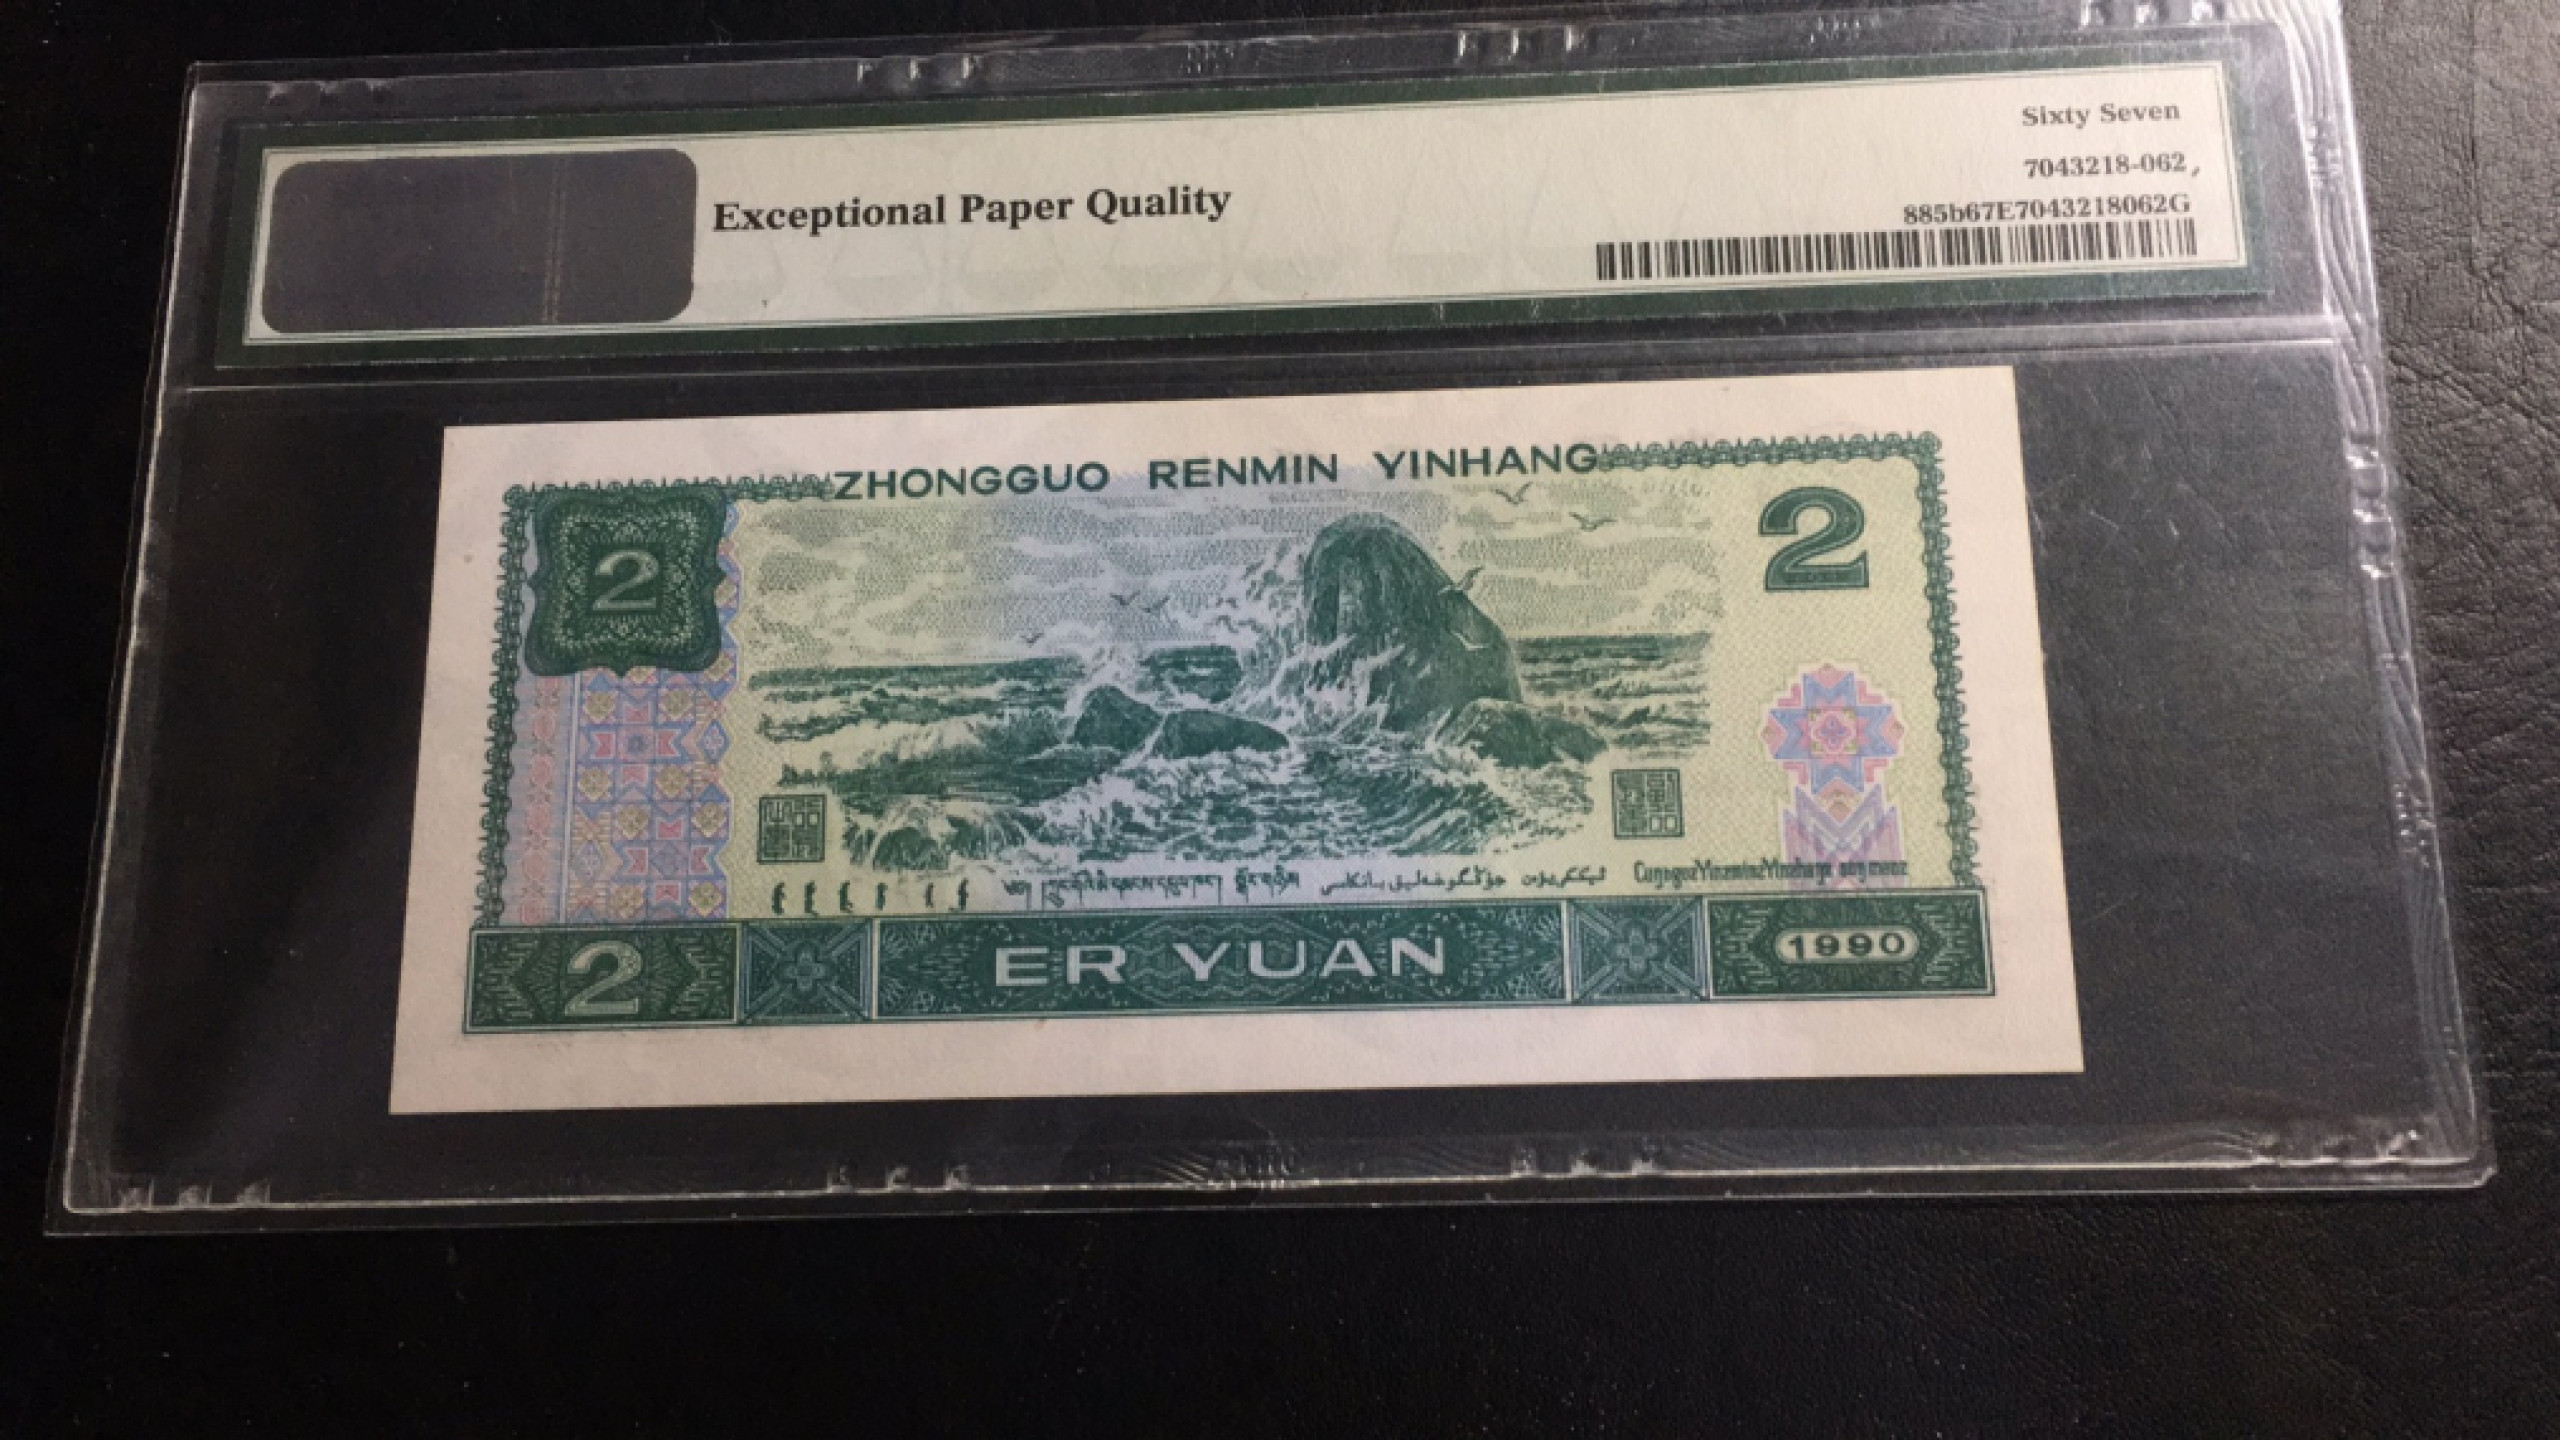 Sixty Seven
7043218-062
Exceptional Paper Quality
885b67E7043218062G
ZHONGGUO RENMIN YINHANG
2
2
2
ER YUAN
1990